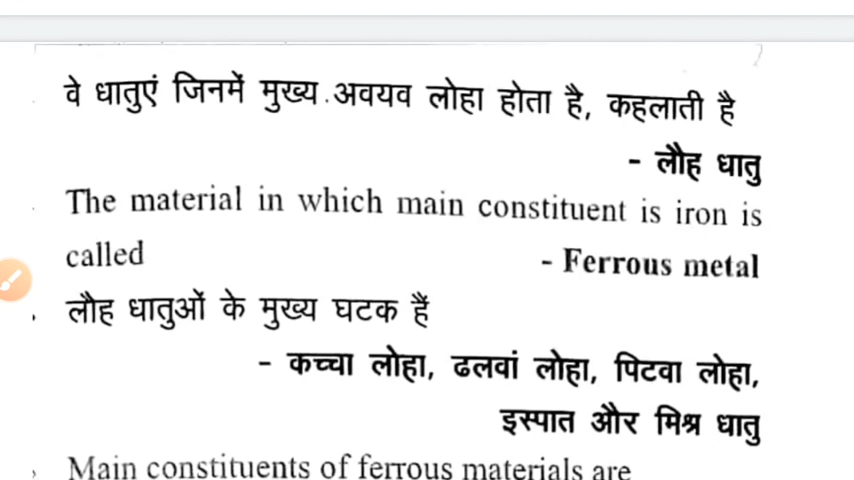 वे धातुएं जिनमें मुख्य अवयव लोहा होता है, कहलाती है
- लौह धातु
The material in which main constituent is iron is
called - Ferrous metal
लौह धातुओं के मुख्य घटक हैं
- कच्चा लोहा, ढलवां लोहा, पिटवा लोहा,
इस्पात और मिश्र धातु
Main constituents of ferrous materials are